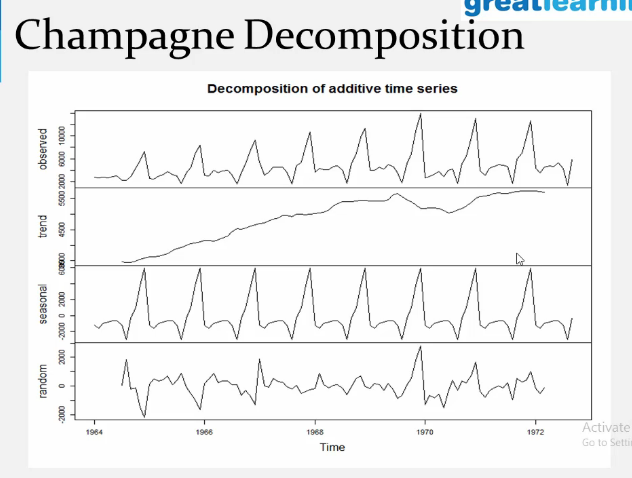 greatlearni
Champagne Decomposition
Decomposition of additive time series
observed
2000 6000 10000
trend
4500 5500
seasonal
-2000 0 2000
random
-2000 0 2000
1964 1966 1968 1970 1972
Time
Activate
Go to Setti